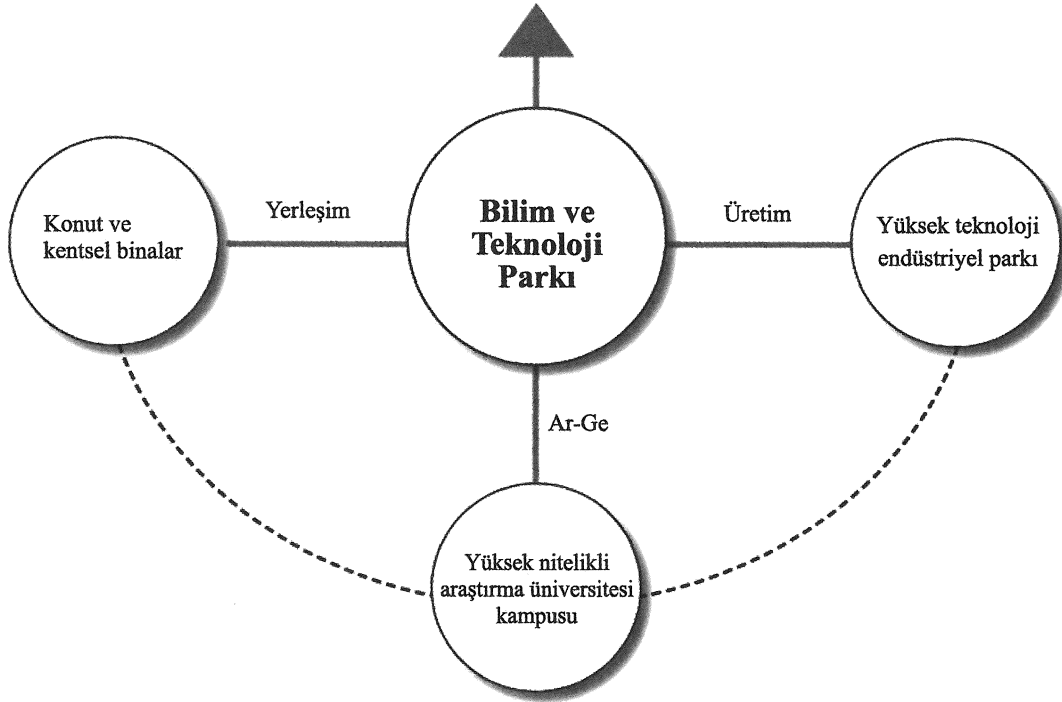 Konut ve
kentsel binalar
Yerleşim
Bilim ve
Teknoloji
Parkı
Üretim
Yüksek teknoloji
endüstriyel parkı
Ar-Ge
Yüksek nitelikli
araştırma üniversitesi
kampusu